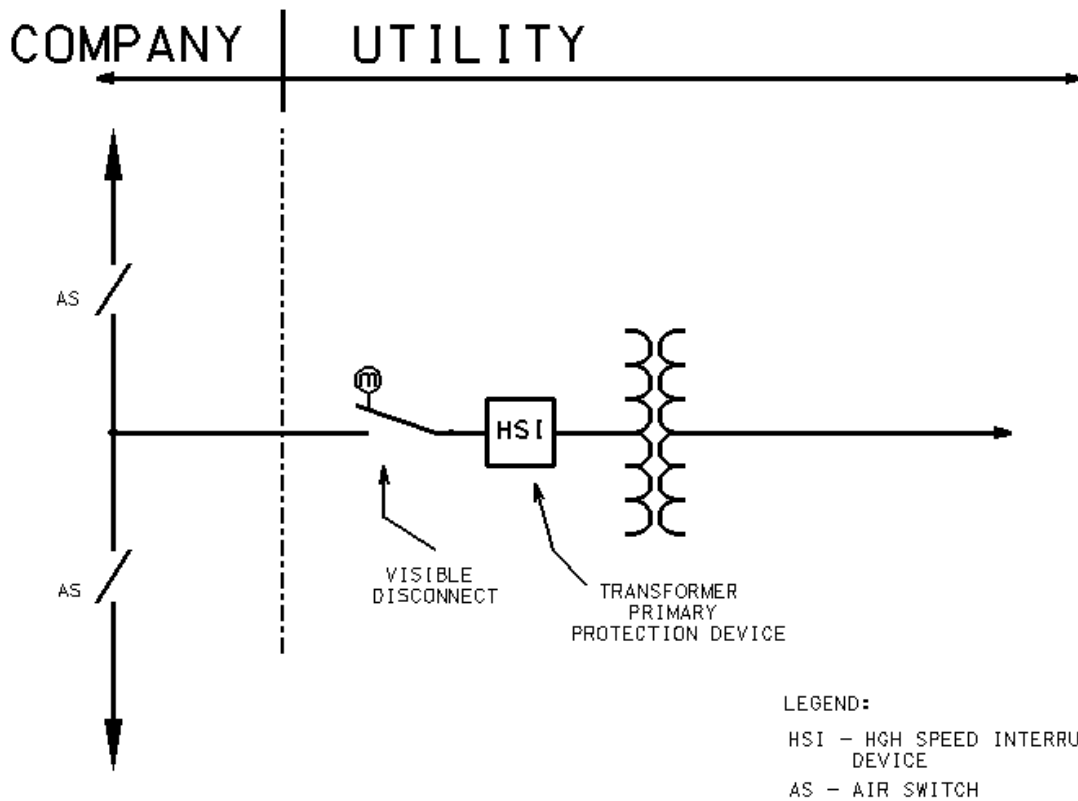 COMPANY UTILITY
AS
m
HSI
AS
VISIBLE
DISCONNECT
TRANSFORMER
PRIMARY
PROTECTION DEVICE
LEGEND:
HSI - HGH SPEED INTERRU
DEVICE
AS - AIR SWITCH